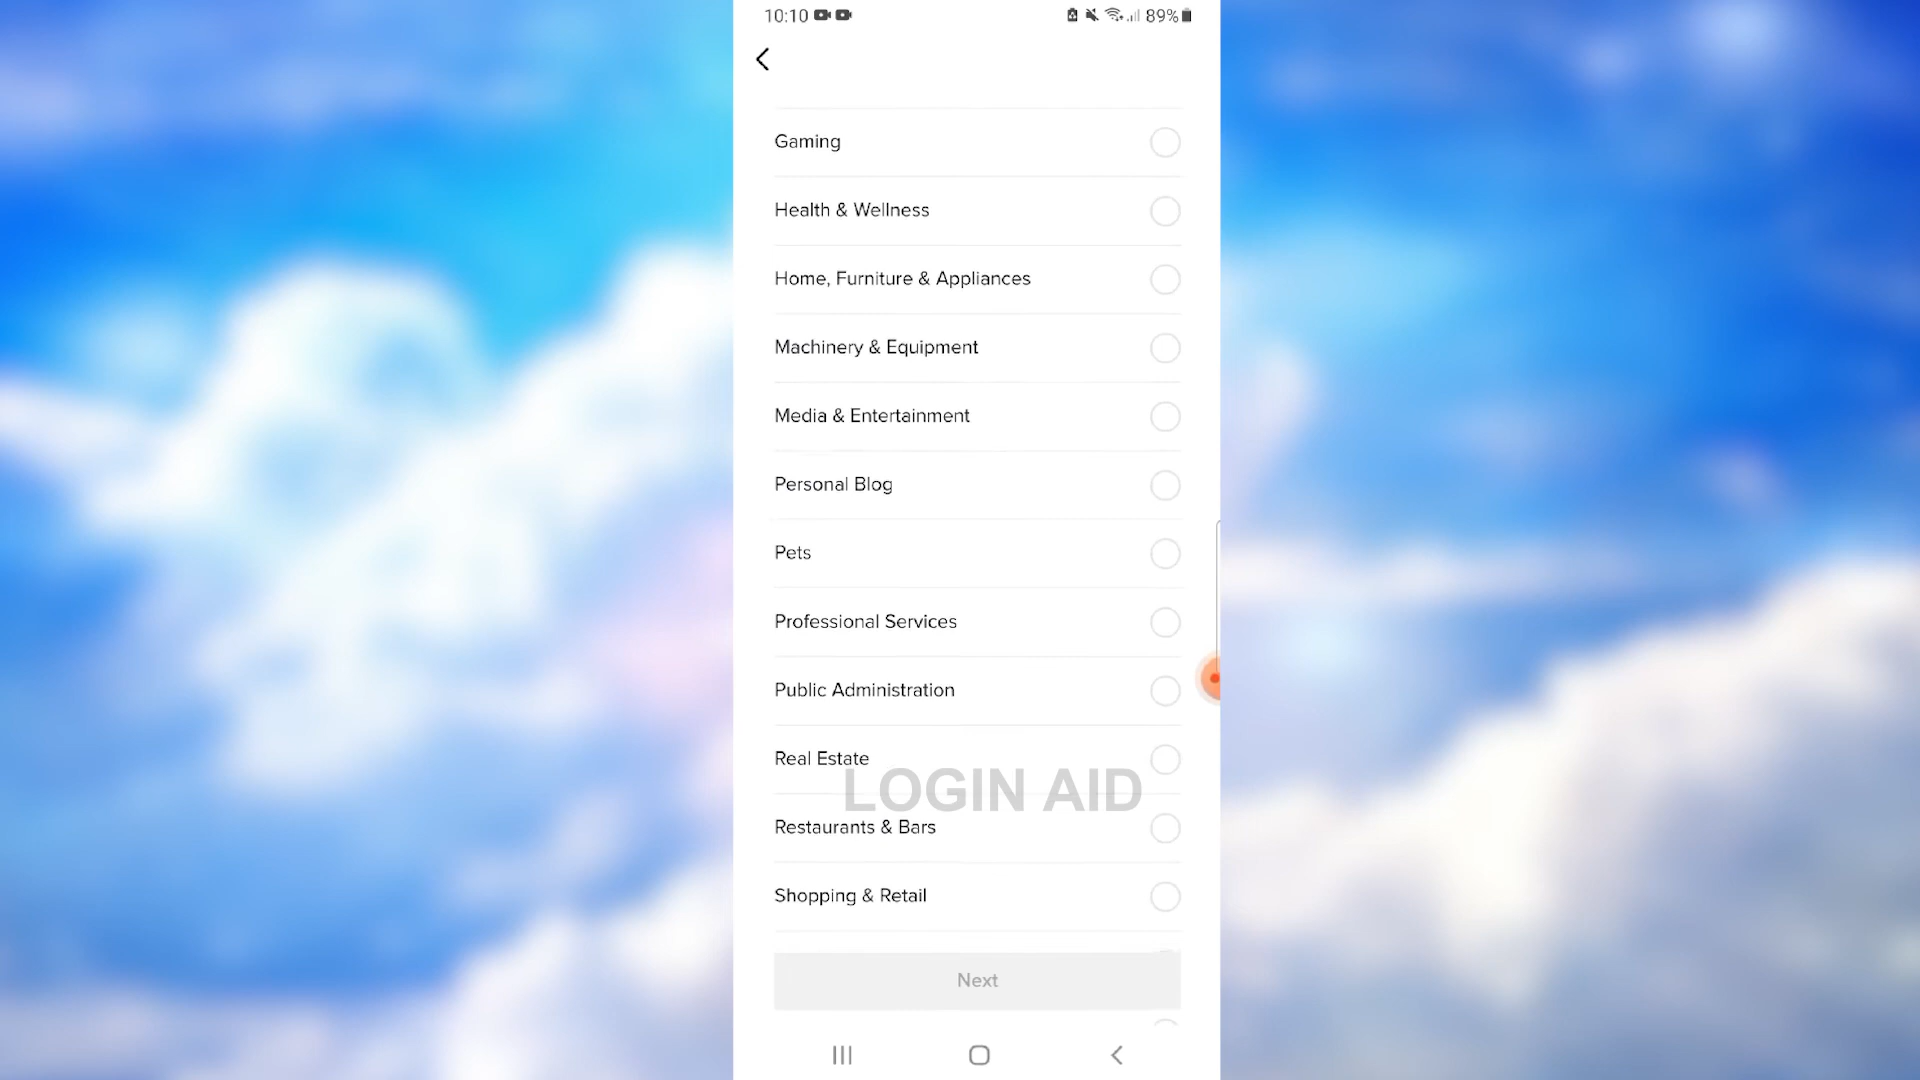 10:10
89%
Gaming
Health & Wellness
Home, Furniture & Appliances
Machinery & Equipment
Media & Entertainment
Personal Blog
Pets
Professional Services
Public Administration
Real Estate
LOGIN AID
Restaurants & Bars
Shopping & Retail
Next